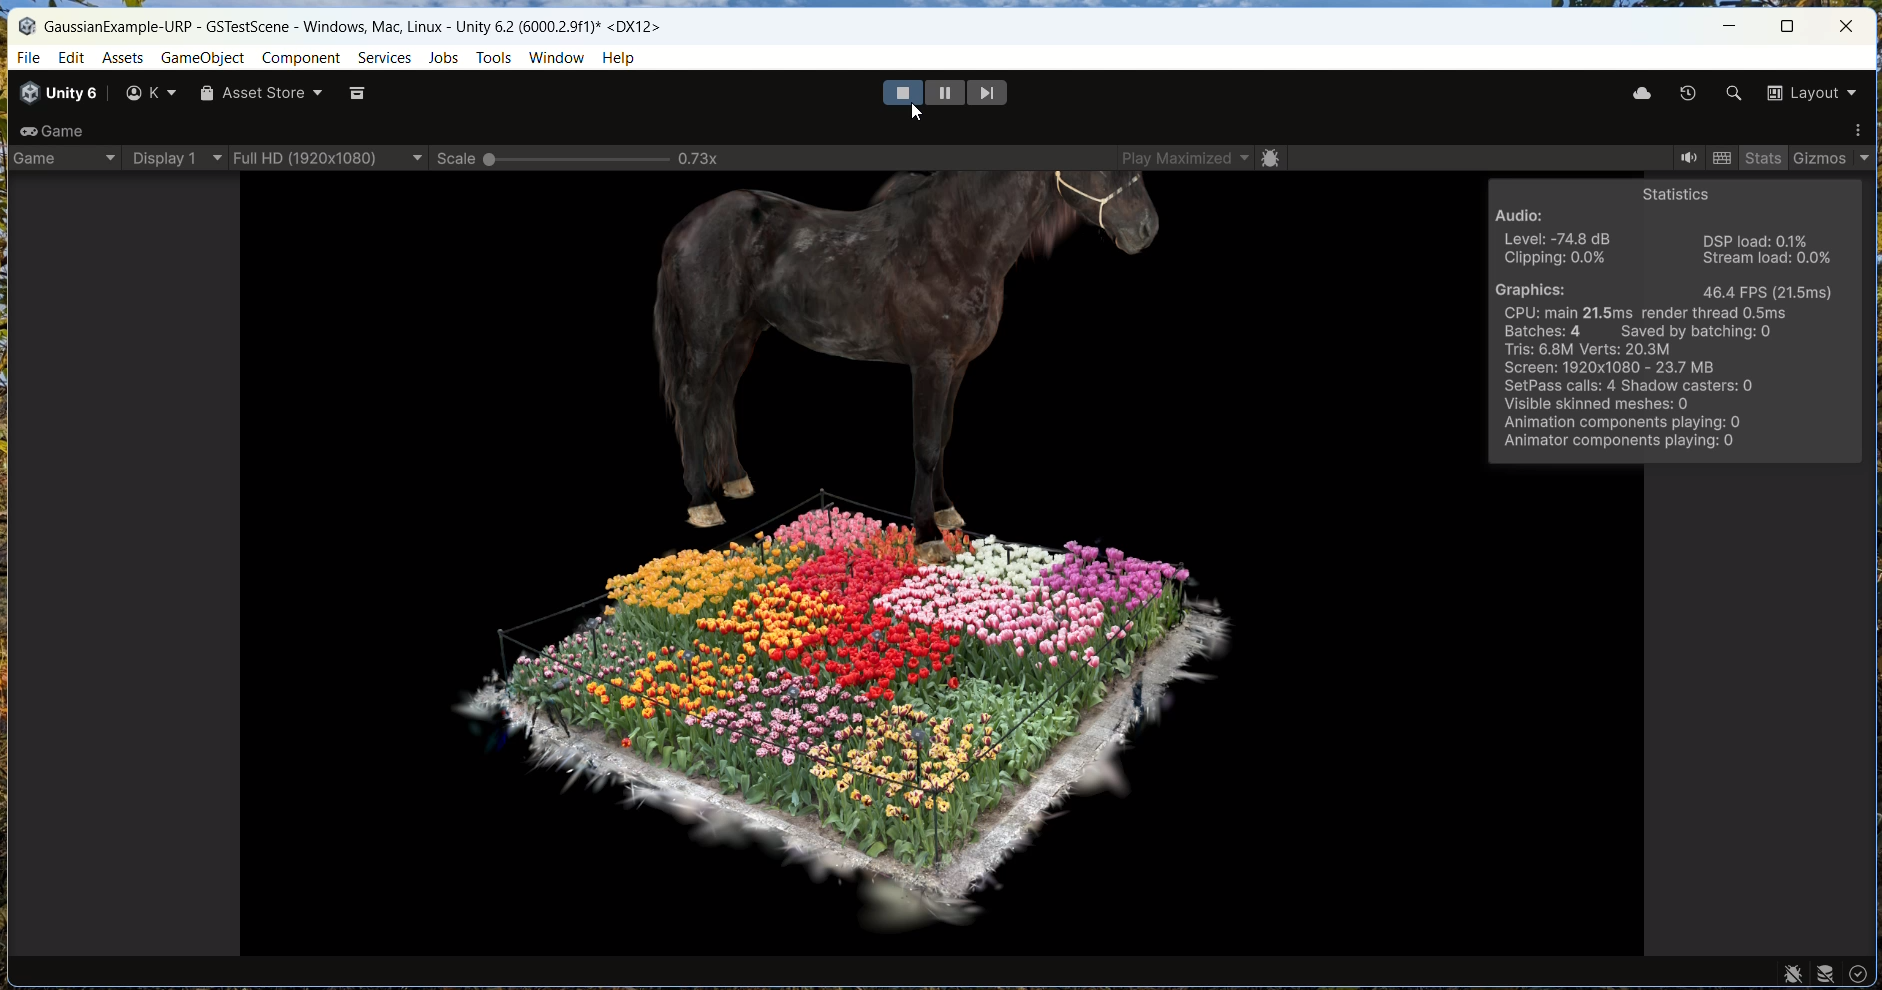 GaussianExample-URP - GSTestScene - Windows, Mac, Linux - Unity 6.2 (6000.2.9f1)* <DX12>
File Edit Assets GameObject Component Services Jobs Tools Window Help
Unity 6 K Asset Store Layout
Game
Game Display 1 Full HD (1920x1080) Scale 0.73x Play Maximized Stats Gizmos
Statistics
Audio:
Level: -74.8 dB DSP load: 0.1%
Clipping: 0.0% Stream load: 0.0%
Graphics: 46.4 FPS (21.5ms)
CPU: main 21.5ms render thread 0.5ms
Batches: 4 Saved by batching: 0
Tris: 6.8M Verts: 20.3M
Screen: 1920x1080 - 23.7 MB
SetPass calls: 4 Shadow casters: 0
Visible skinned meshes: 0
Animation components playing: 0
Animator components playing: 0